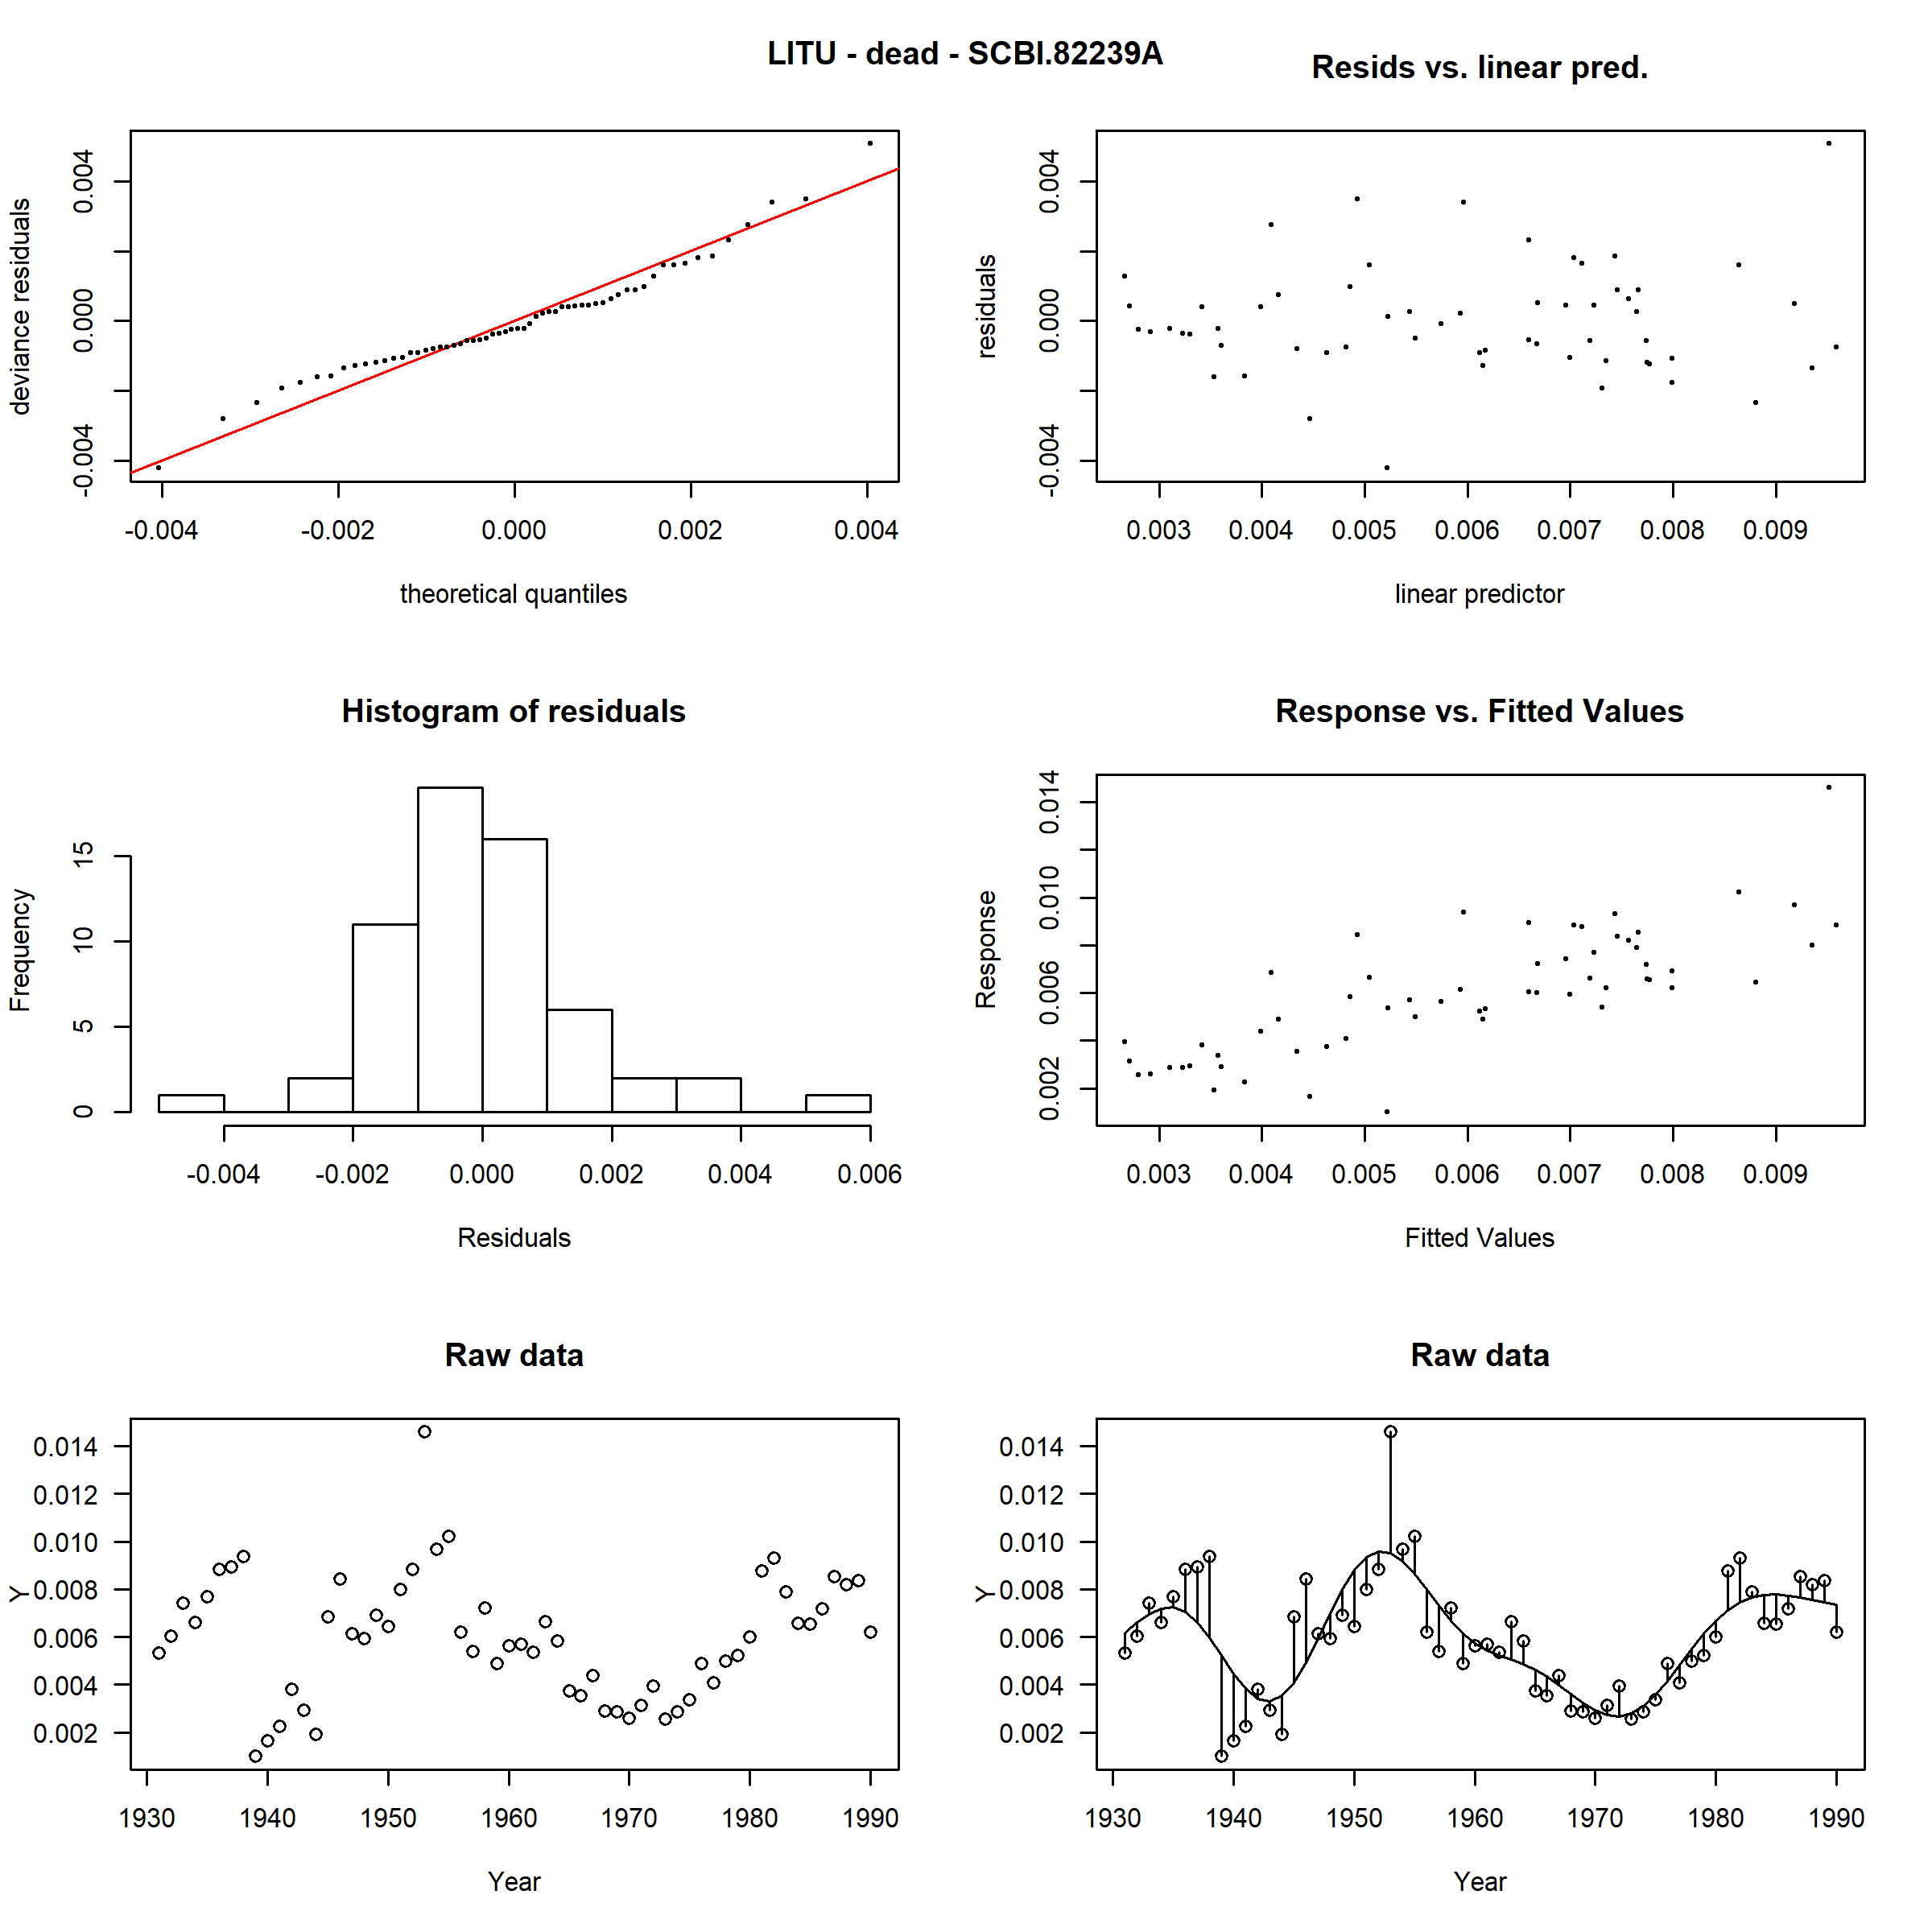 LITU - dead - SCBI.82239A
Resids vs. linear pred.
deviance residuals
-0.004 0.000 0.004
-0.004 -0.002 0.000 0.002 0.004
theoretical quantiles
residuals
-0.004 0.000 0.004
0.003 0.004 0.005 0.006 0.007 0.008 0.009
linear predictor
Histogram of residuals
Frequency
0 5 10 15
-0.004 -0.002 0.000 0.002 0.004 0.006
Residuals
Response vs. Fitted Values
Response
0.002 0.006 0.010 0.014
0.003 0.004 0.005 0.006 0.007 0.008 0.009
Fitted Values
Raw data
Y
0.014
0.012
0.010
0.008
0.006
0.004
0.002
1930 1940 1950 1960 1970 1980 1990
Year
Raw data
Y
0.014
0.012
0.010
0.008
0.006
0.004
0.002
1930 1940 1950 1960 1970 1980 1990
Year